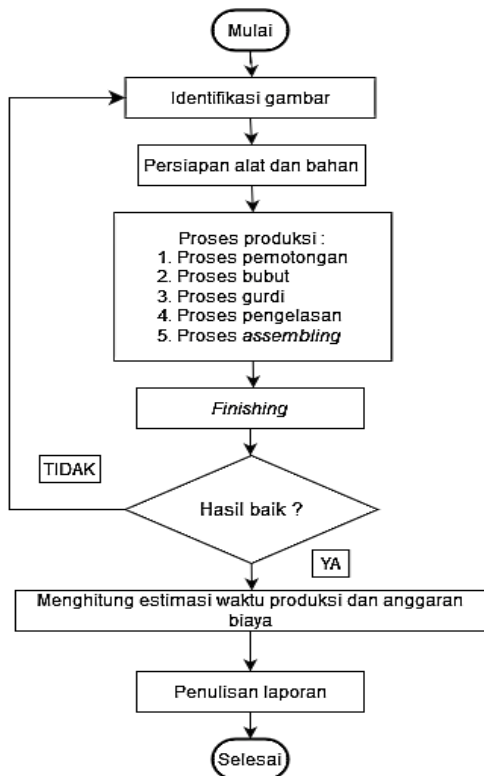 Mulai
Identifikasi gambar
Persiapan alat dan bahan
Proses produksi :
1. Proses pemotongan
2. Proses bubut
3. Proses gurdi
4. Proses pengelasan
5. Proses assembling
Finishing
TIDAK
Hasil baik ?
YA
Menghitung estimasi waktu produksi dan anggaran
biaya
Penulisan laporan
Selesai